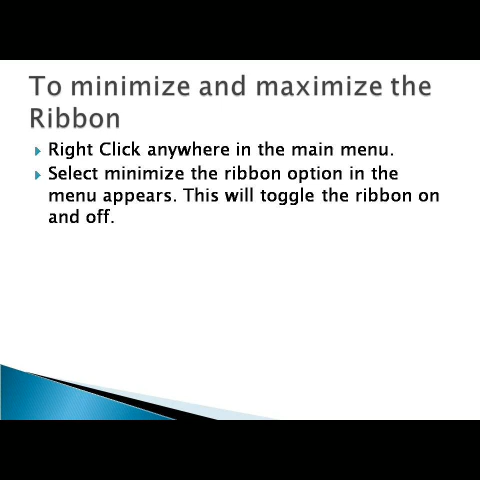 To minimize and maximize the
Ribbon
Right Click anywhere in the main menu.
Select minimize the ribbon option in the
menu appears. This will toggle the ribbon on
and off.